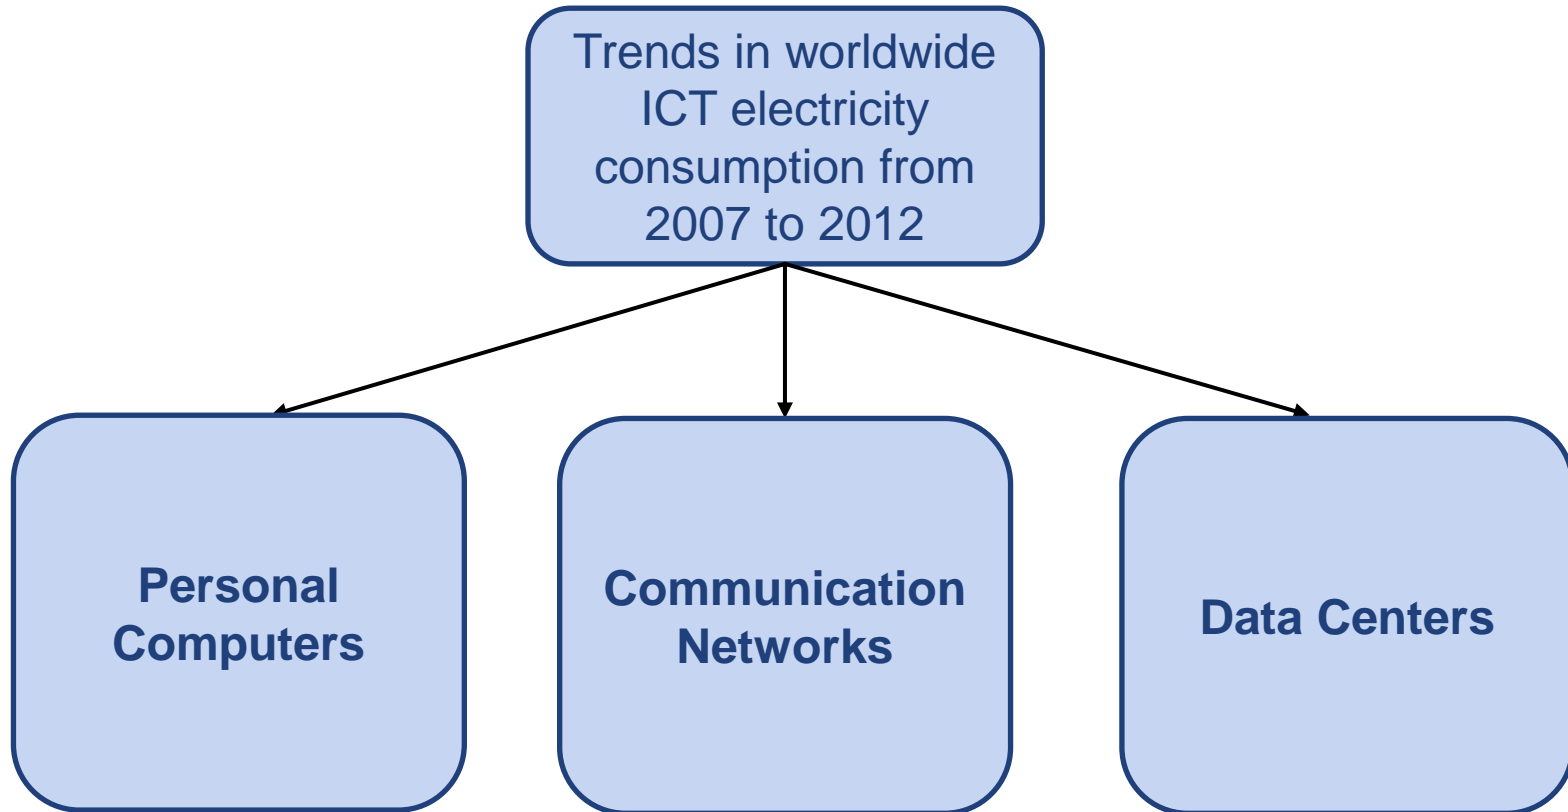 Trends in worldwide
ICT electricity
consumption from
2007 to 2012
Personal
Computers
Communication
Networks
Data Centers